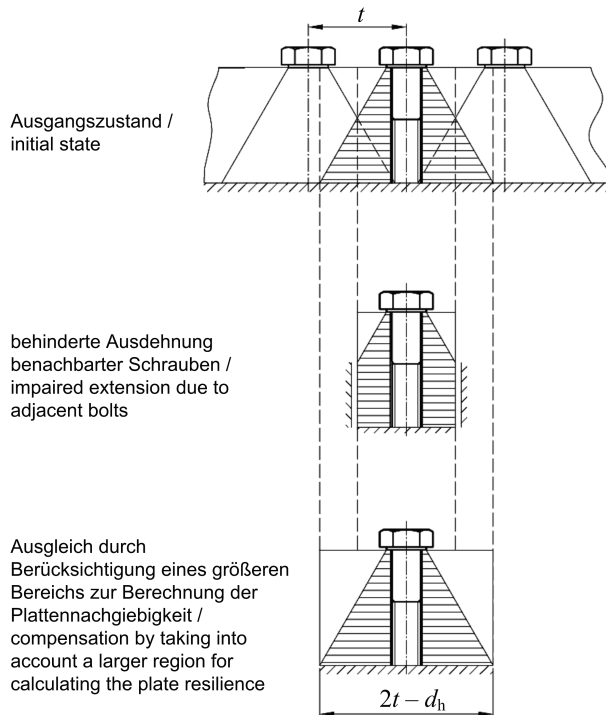 t
Ausgangszustand /
initial state
behinderte Ausdehnung
benachbarter Schrauben /
impaired extension due to
adjacent bolts
Ausgleich durch
Berücksichtigung eines größeren
Bereichs zur Berechnung der
Plattennachgiebigkeit /
compensation by taking into
account a larger region for
calculating the plate resilience
2t – dh